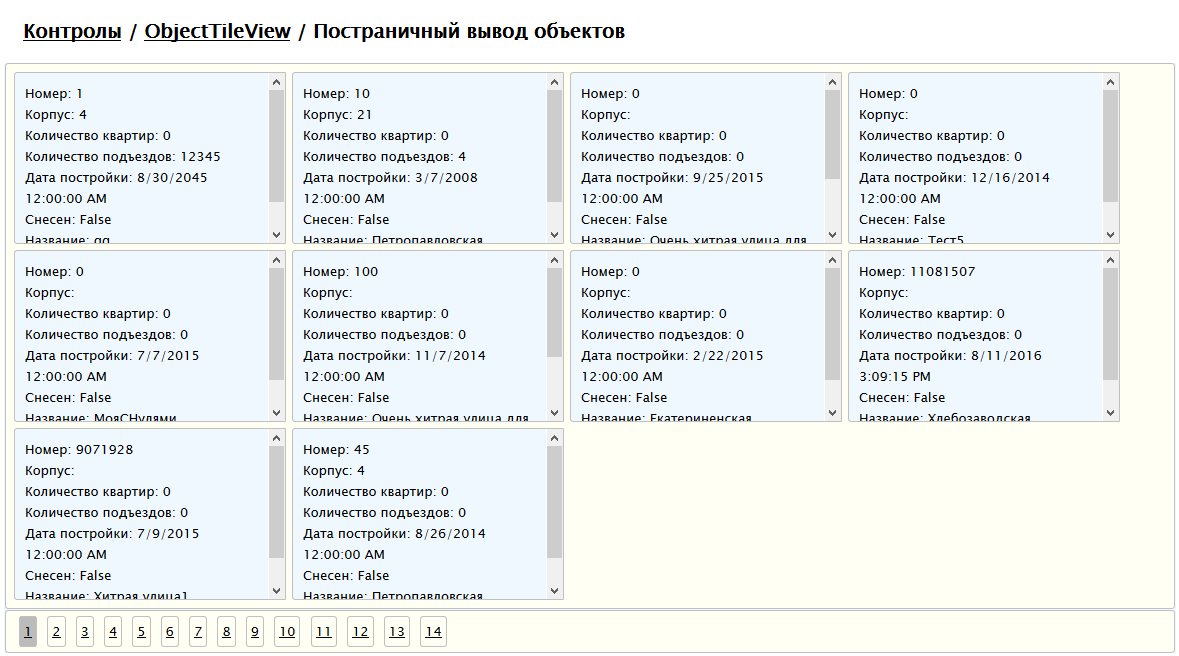 Контролы / ObjectTileView / Постраничный вывод объектов
Номер: 1
Корпус: 4
Количество квартир: 0
Количество подъездов: 12345
Дата постройки: 8/30/2045
12:00:00 AM
Снесен: False
Название: qq
Номер: 10
Корпус: 21
Количество квартир: 0
Количество подъездов: 4
Дата постройки: 3/7/2008
12:00:00 AM
Снесен: False
Название: Петропавловская
Номер: 0
Корпус:
Количество квартир: 0
Количество подъездов: 0
Дата постройки: 9/25/2015
12:00:00 AM
Снесен: False
Название: Очень хитрая улица для
Номер: 0
Корпус:
Количество квартир: 0
Количество подъездов: 0
Дата постройки: 12/16/2014
12:00:00 AM
Снесен: False
Название: Тест5
Номер: 0
Корпус:
Количество квартир: 0
Количество подъездов: 0
Дата постройки: 7/7/2015
12:00:00 AM
Снесен: False
Название: МояСНулями
Номер: 100
Корпус:
Количество квартир: 0
Количество подъездов: 0
Дата постройки: 11/7/2014
12:00:00 AM
Снесен: False
Название: Очень хитрая улица для
Номер: 0
Корпус:
Количество квартир: 0
Количество подъездов: 0
Дата постройки: 2/22/2015
12:00:00 AM
Снесен: False
Название: Екатериненская
Номер: 11081507
Корпус:
Количество квартир: 0
Количество подъездов: 0
Дата постройки: 8/11/2016
3:09:15 PM
Снесен: False
Название: Хлебозаводская
Номер: 9071928
Корпус:
Количество квартир: 0
Количество подъездов: 0
Дата постройки: 7/9/2015
12:00:00 AM
Снесен: False
Название: Хитрая улица1
Номер: 45
Корпус: 4
Количество квартир: 0
Количество подъездов: 0
Дата постройки: 8/26/2014
12:00:00 AM
Снесен: False
Название: Петропавловская
1 2 3 4 5 6 7 8 9 10 11 12 13 14